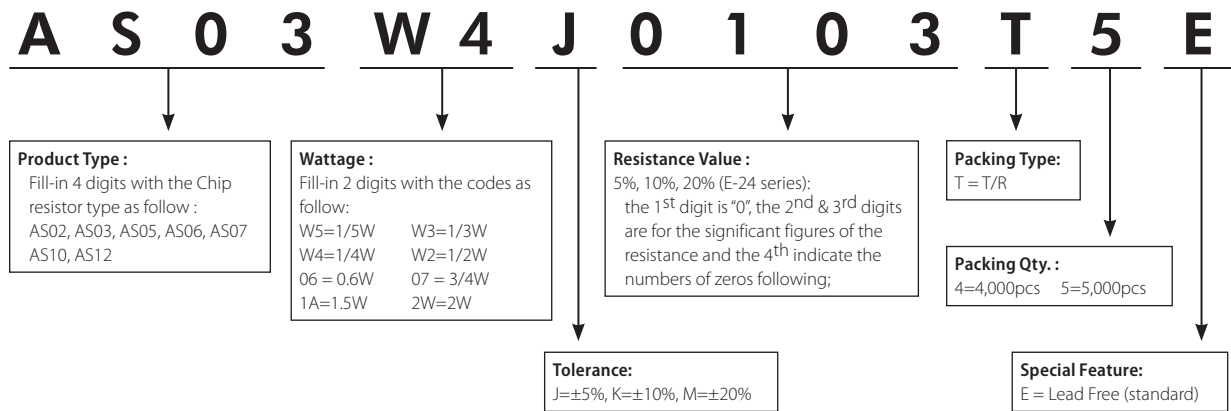 A S 0 3 W 4 J 0 1 0 3 T 5 E
Product Type :
Fill-in 4 digits with the Chip
resistor type as follow :
AS02, AS03, AS05, AS06, AS07
AS10, AS12
Wattage :
Fill-in 2 digits with the codes as
follow:
W5=1/5W W3=1/3W
W4=1/4W W2=1/2W
06 = 0.6W 07 = 3/4W
1A=1.5W 2W=2W
Resistance Value :
5%, 10%, 20% (E-24 series):
the 1st digit is “0”, the 2nd & 3rd digits
are for the significant figures of the
resistance and the 4th indicate the
numbers of zeros following;
Packing Type:
T = T/R
Packing Qty. :
4=4,000pcs 5=5,000pcs
Tolerance:
J=±5%, K=±10%, M=±20%
Special Feature:
E = Lead Free (standard)